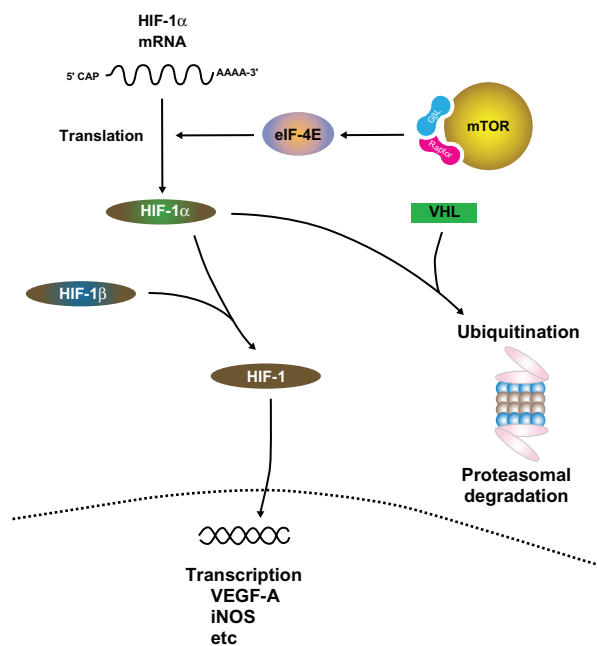 HIF-1α
mRNA
5' CAP
AAAA-3'
Translation
eIF-4E
GβL
Raptor
mTOR
HIF-1α
VHL
HIF-1β
Ubiquitination
HIF-1
Proteasomal
degradation
Transcription
VEGF-A
iNOS
etc